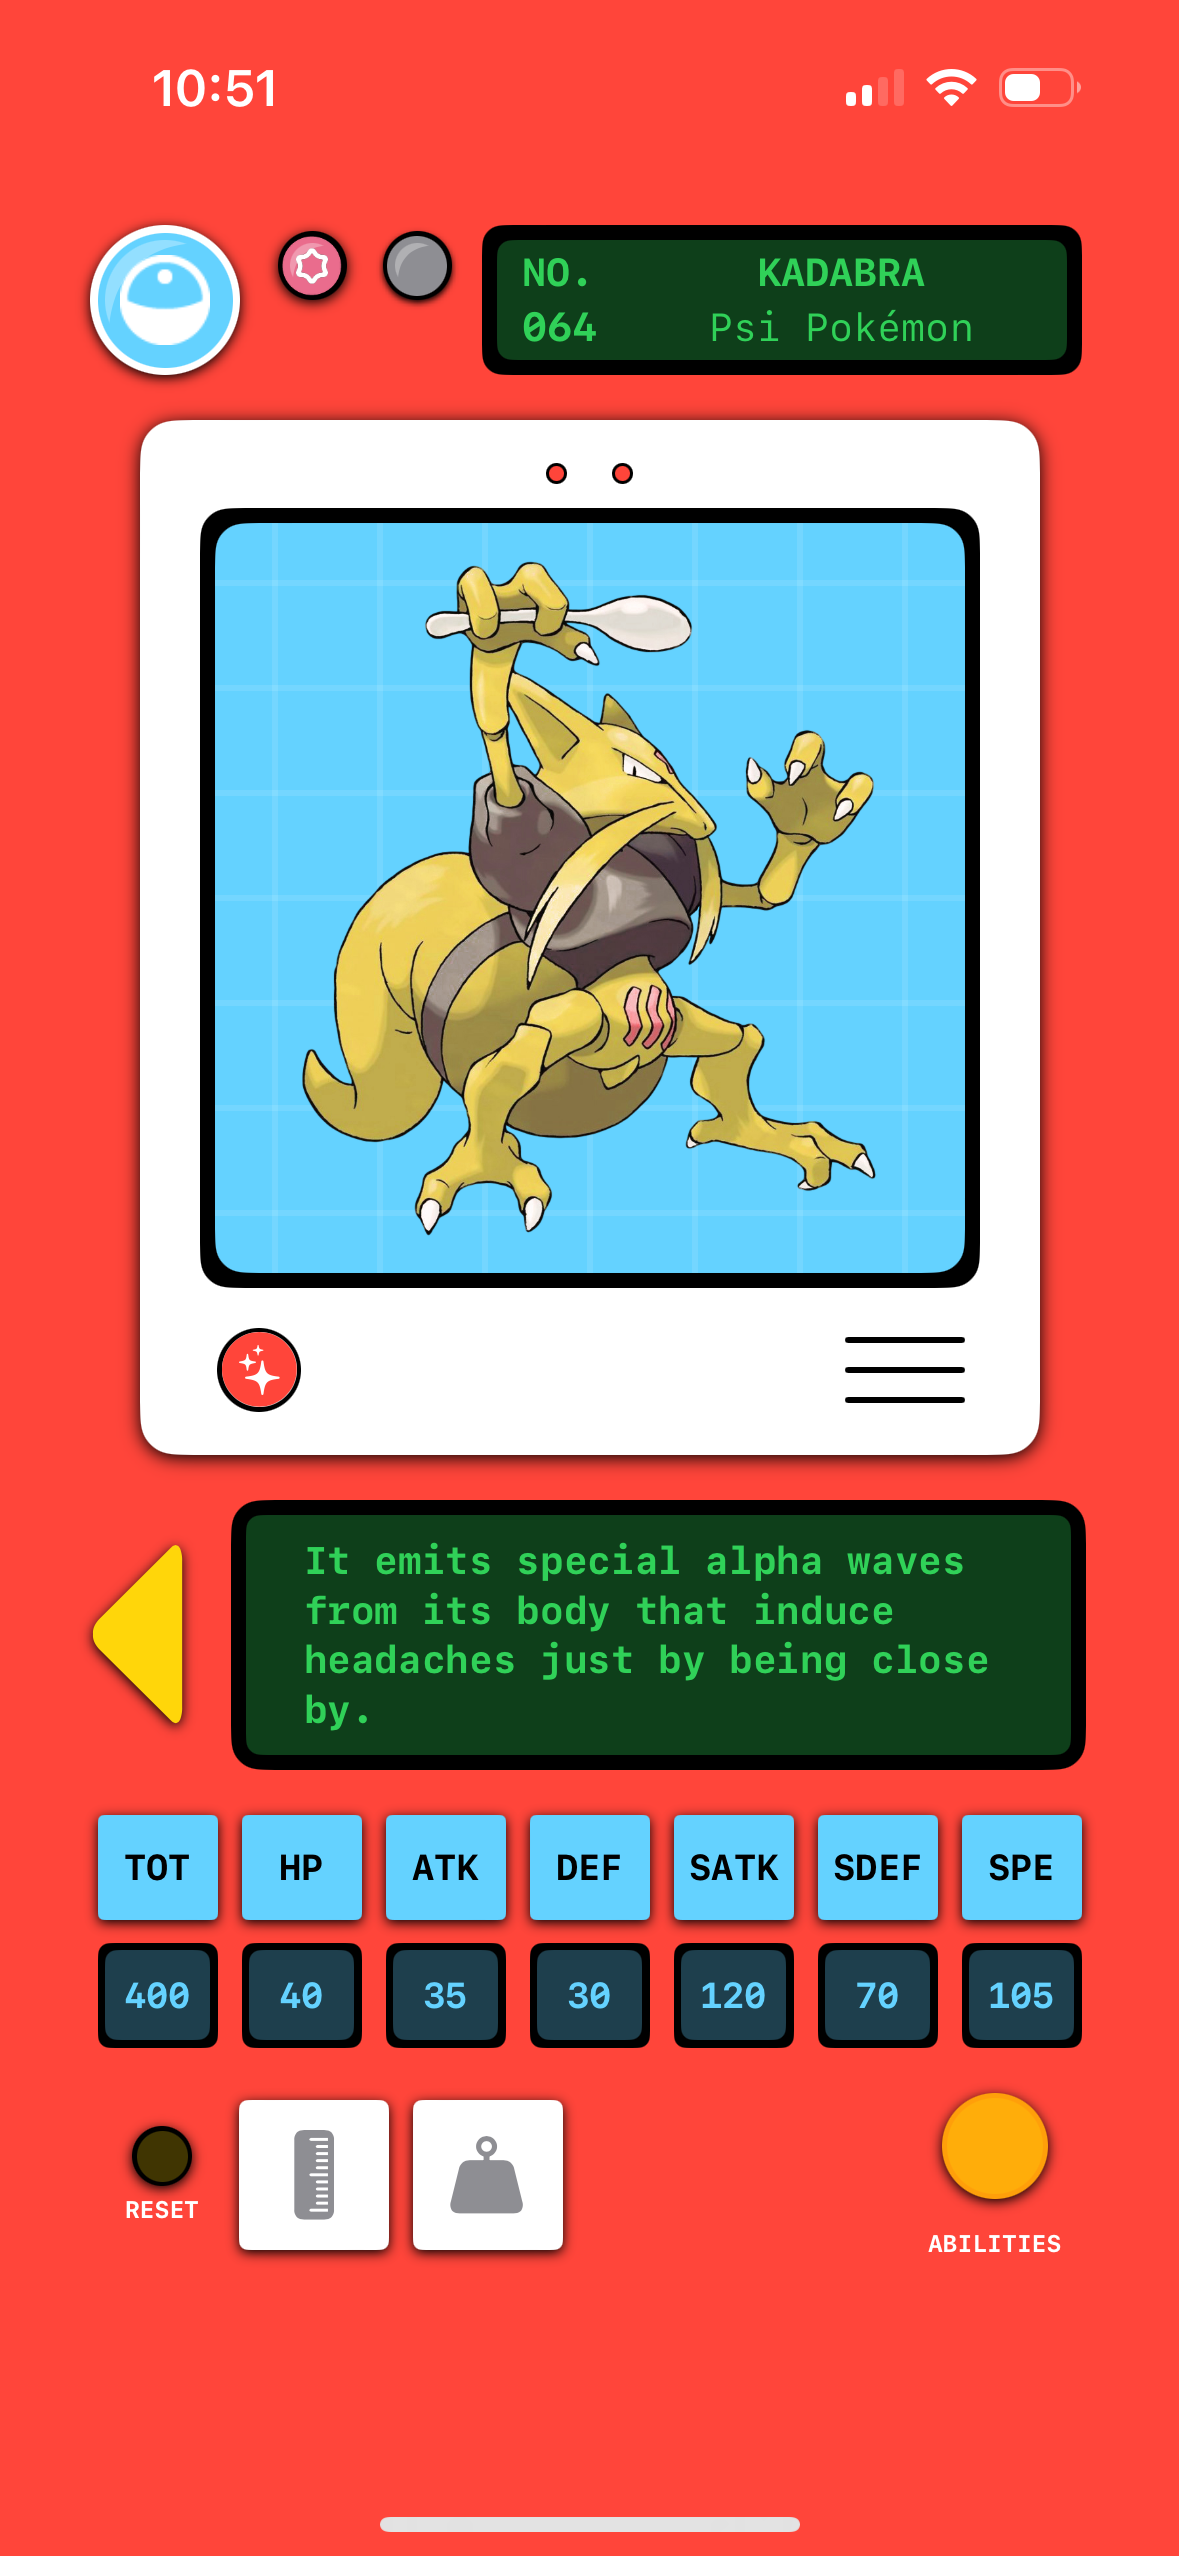 10:51
NO. KADABRA
064 Psi Pokémon
It emits special alpha waves
from its body that induce
headaches just by being close
by.
TOT HP ATK DEF SATK SDEF SPE
400 40 35 30 120 70 105
RESET
ABILITIES